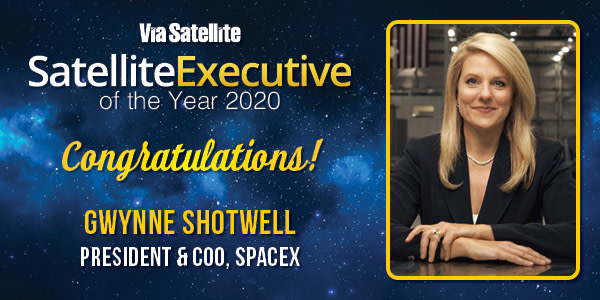 Via Satellite
SatelliteExecutive
of the Year 2020
Congratulations!
GWYNNE SHOTWELL
PRESIDENT & COO, SPACEX